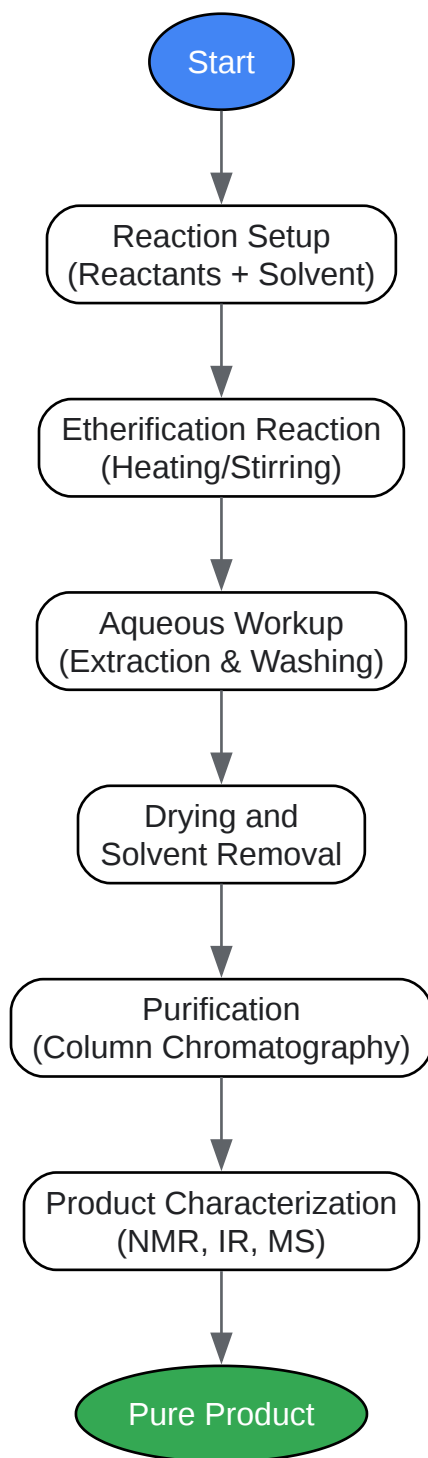 Start
Reaction Setup
(Reactants + Solvent)
Etherification Reaction
(Heating/Stirring)
Aqueous Workup
(Extraction & Washing)
Drying and
Solvent Removal
Purification
(Column Chromatography)
Product Characterization
(NMR, IR, MS)
Pure Product